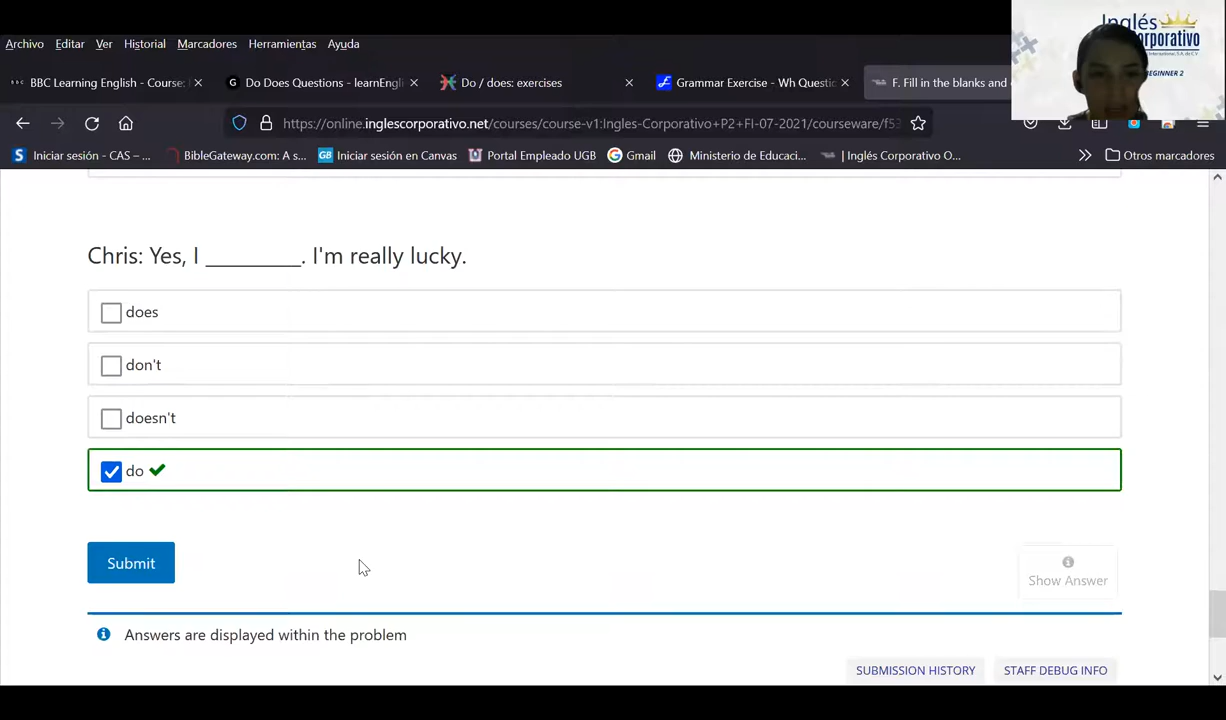 Inglés
Corporativo
International, S.A. de C.V.
BEGINNER 2
Archivo Editar Ver Historial Marcadores Herramientas Ayuda
BBC Learning English - Course:
Do Does Questions - learnEngli
Do / does: exercises
Grammar Exercise - Wh Questic
F. Fill in the blanks and
https://online.inglescorporativo.net/courses/course-v1:Ingles-Corporativo+P2+FI-07-2021/courseware/f53
Iniciar sesión - CAS – ... BibleGateway.com: A s... Iniciar sesión en Canvas Portal Empleado UGB Gmail Ministerio de Educaci... | Inglés Corporativo O... Otros marcadores
Chris: Yes, I _________. I'm really lucky.
does
don't
doesn't
do
Submit
Show Answer
Answers are displayed within the problem
SUBMISSION HISTORY STAFF DEBUG INFO